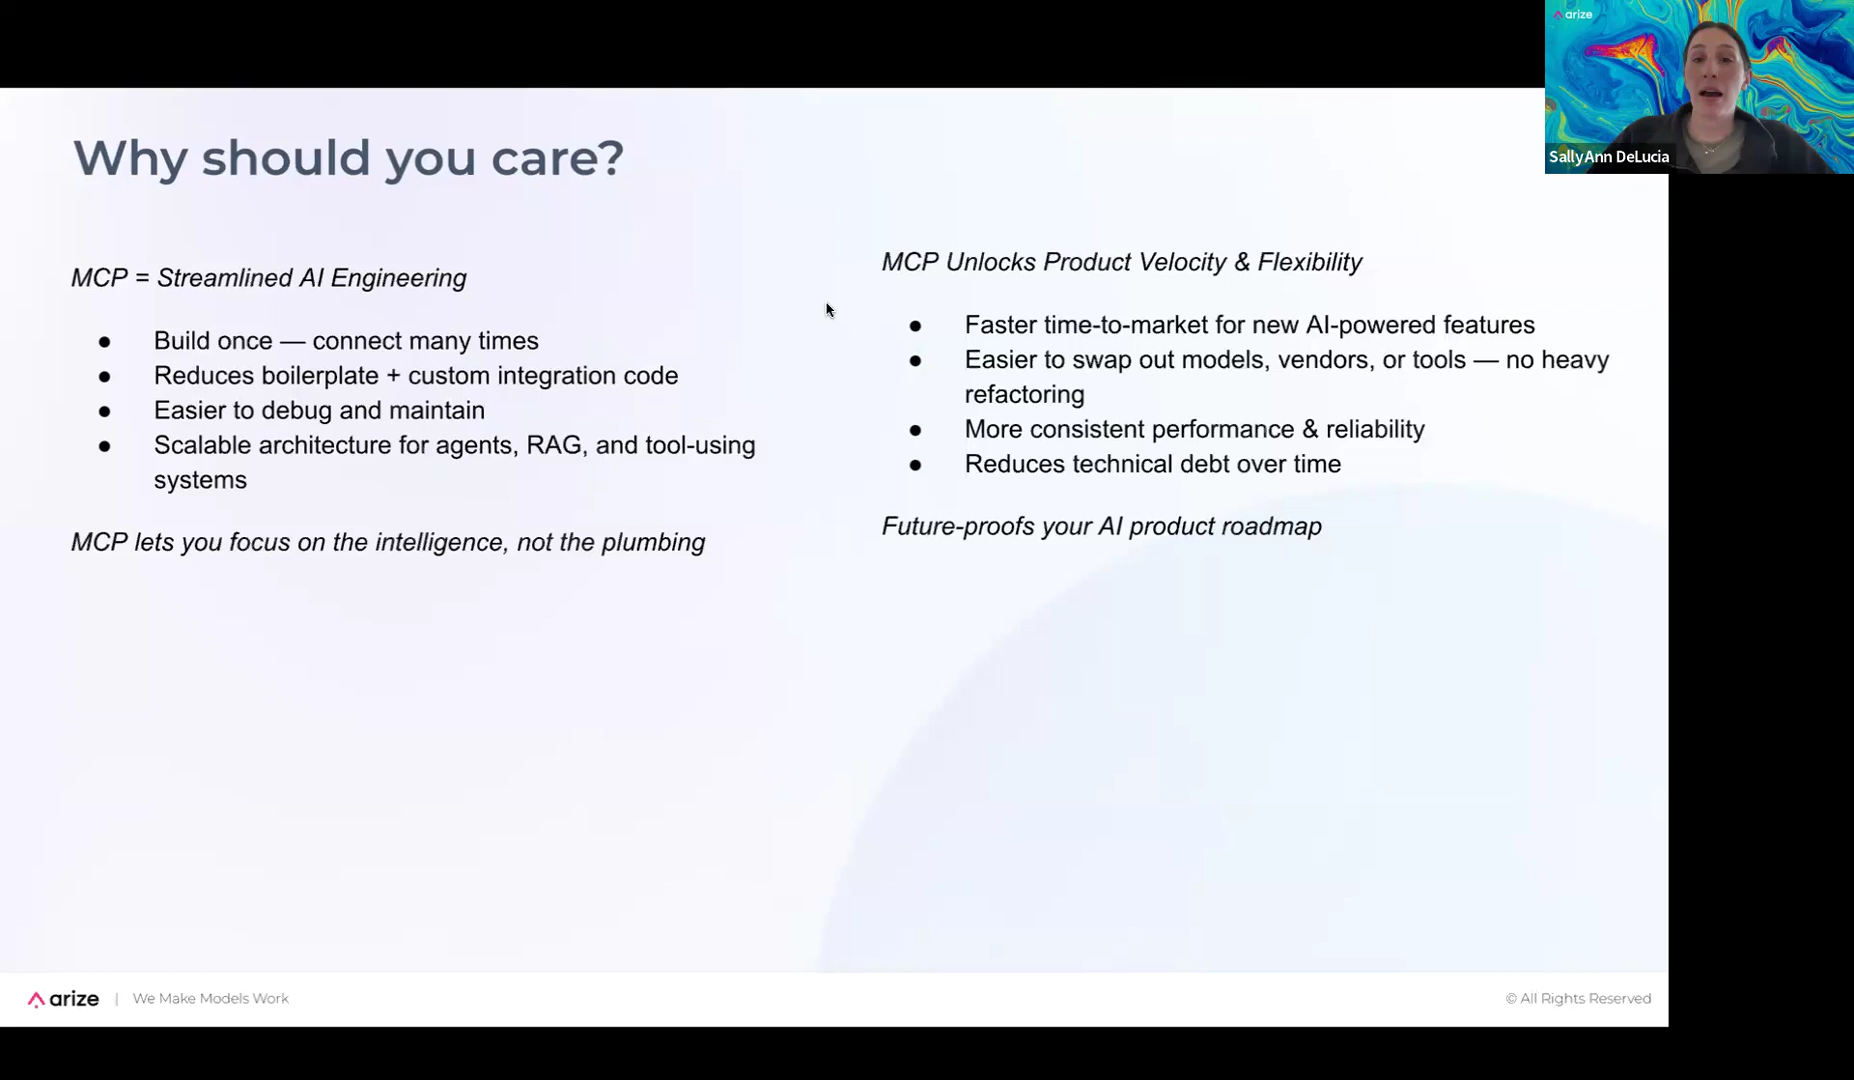 arize
SallyAnn DeLucia
Why should you care?
MCP = Streamlined AI Engineering
● Build once — connect many times
● Reduces boilerplate + custom integration code
● Easier to debug and maintain
● Scalable architecture for agents, RAG, and tool-using
systems
MCP lets you focus on the intelligence, not the plumbing
MCP Unlocks Product Velocity & Flexibility
● Faster time-to-market for new AI-powered features
● Easier to swap out models, vendors, or tools — no heavy
refactoring
● More consistent performance & reliability
● Reduces technical debt over time
Future-proofs your AI product roadmap
arize | We Make Models Work
© All Rights Reserved